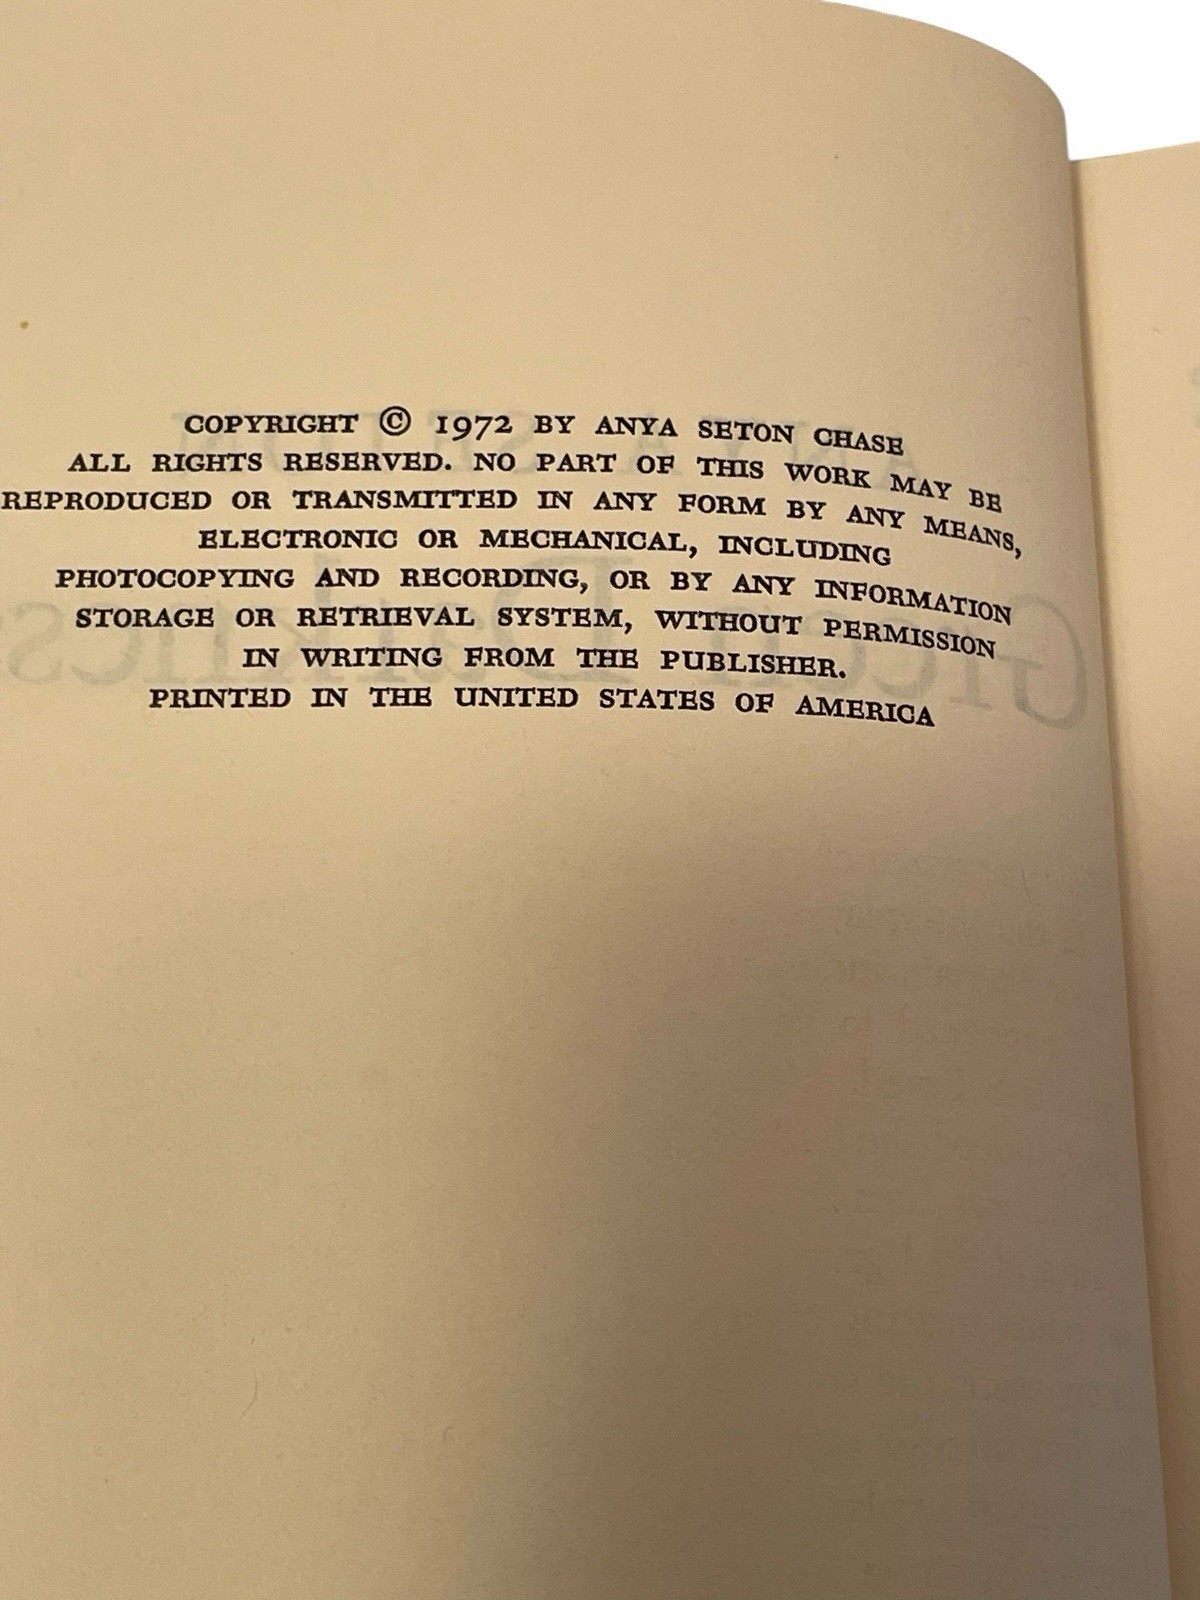 COPYRIGHT © 1972 BY ANYA SETON CHASE
ALL RIGHTS RESERVED. NO PART OF THIS WORK MAY BE
REPRODUCED OR TRANSMITTED IN ANY FORM BY ANY MEANS,
ELECTRONIC OR MECHANICAL, INCLUDING
PHOTOCOPYING AND RECORDING, OR BY ANY INFORMATION
STORAGE OR RETRIEVAL SYSTEM, WITHOUT PERMISSION
IN WRITING FROM THE PUBLISHER.
PRINTED IN THE UNITED STATES OF AMERICA